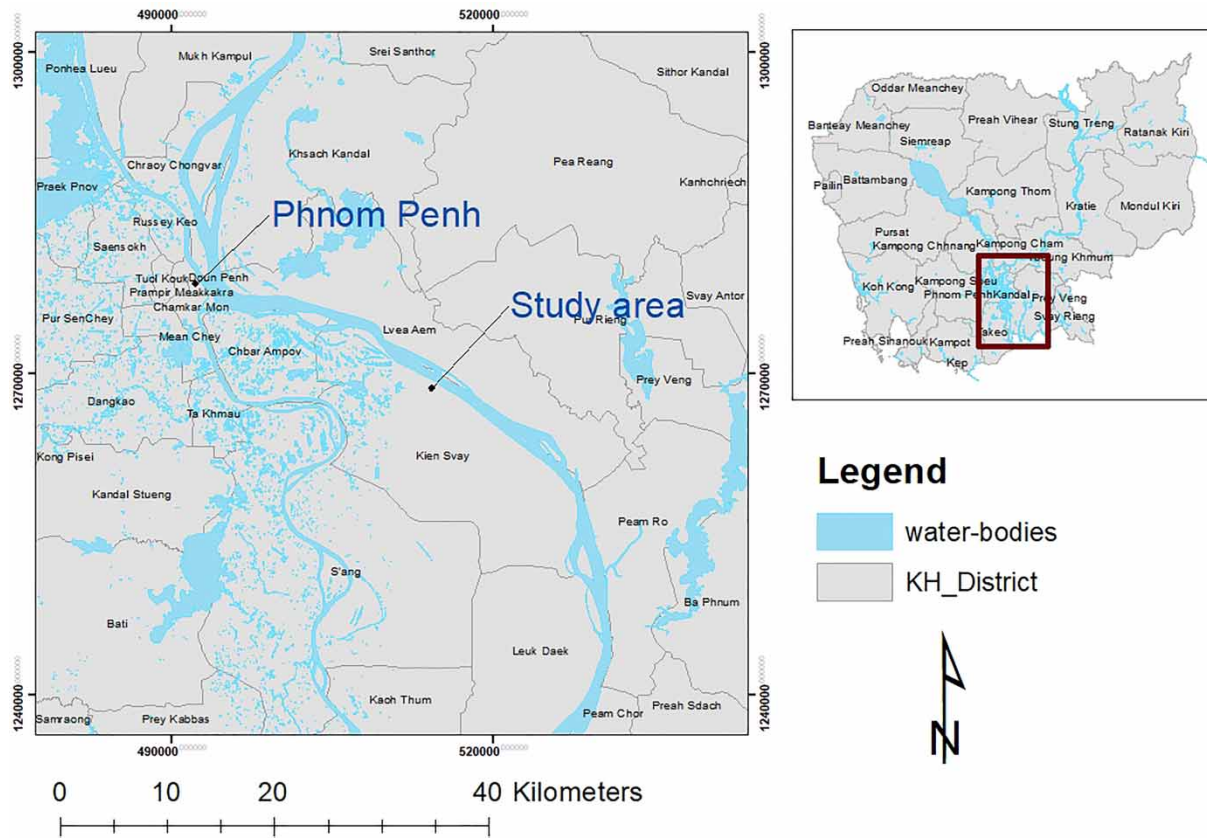 490000
520000
1300000
1270000
1240000
Ponhea Lueu
Mukh Kampul
Srei Santhor
Sithor Kandal
Chraoy Chongvar
Khsach Kandal
Pea Reang
Kanhchriech
Praek Pnov
Russey Keo
Phnom Penh
Saensokh
Tuol Kouk
Doun Penh
Prampir Meakkakra
Chamkar Mon
Pur SenChey
Mean Chey
Chbar Ampov
Lvea Aem
Study area
Svay Antor
Pur Rieng
Prey Veng
Dangkao
Ta Khmau
Kong Pisei
Kien Svay
Kandal Stueng
Peam Ro
S'ang
Ba Phnum
Bati
Leuk Daek
Kaoh Thum
Peam Chor
Preah Sdach
Samraong
Prey Kabbas
1300000
1270000
1240000
490000
520000
0 10 20 40 Kilometers
Oddar Meanchey
Banteay Meanchey
Preah Vihear
Stung Treng
Ratanak Kiri
Siemreap
Pailin
Battambang
Kampong Thom
Kratie
Mondul Kiri
Pursat
Kampong Chhnang
Kampong Cham
Khmum
Koh Kong
Kampong Speu
Phnom Penh
Kandal
Prey Veng
Svay Rieng
Takeo
Preah Sihanouk
Kampot
Kep
Legend
water-bodies
KH_District
N